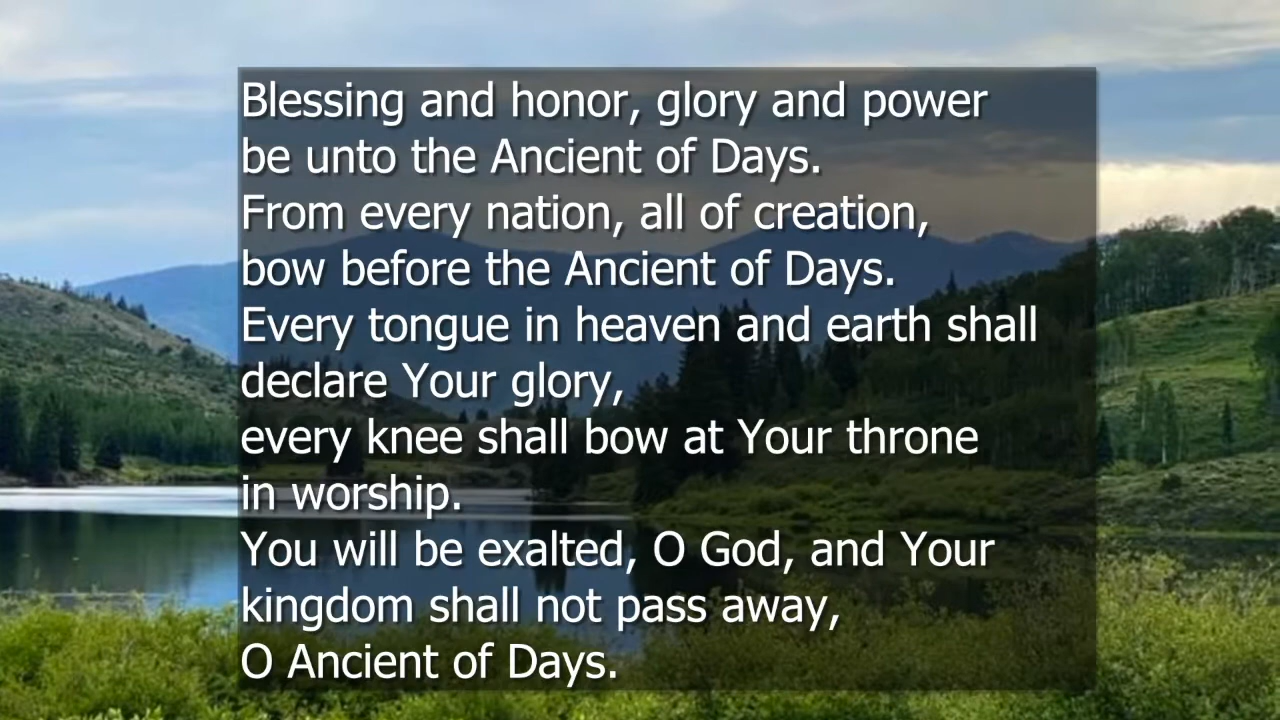 Blessing and honor, glory and power
be unto the Ancient of Days.
From every nation, all of creation,
bow before the Ancient of Days.
Every tongue in heaven and earth shall
declare Your glory,
every knee shall bow at Your throne
in worship.
You will be exalted, O God, and Your
kingdom shall not pass away,
O Ancient of Days.